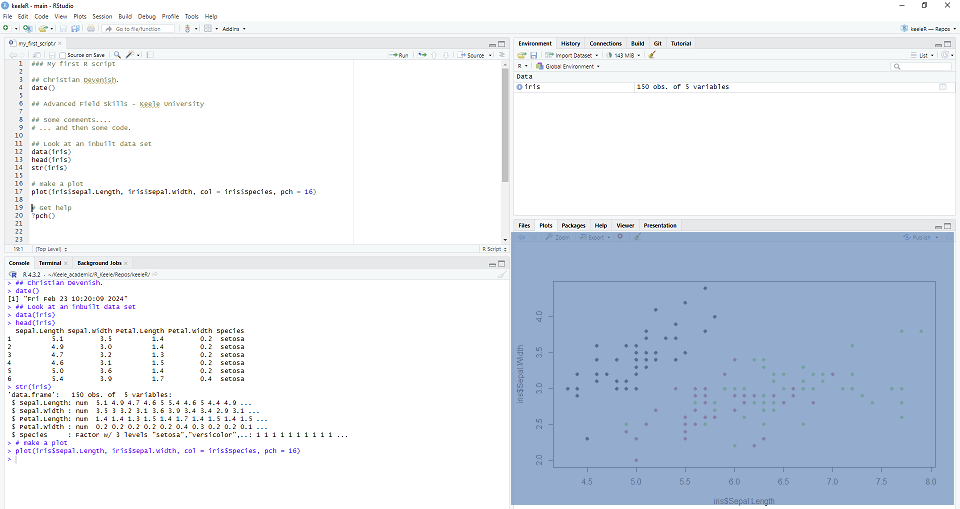 keeleR - main - RStudio
File Edit Code View Plots Session Build Debug Profile Tools Help
Go to file/function
Addins
keeleR — Repos
my_first_script.r
Source on Save
Run
Source
1 ### My first R script
2
3 ## Christian Devenish.
4 date()
5
6 ## Advanced Field Skills - Keele University
7
8 ## Some comments....
9 # ... and then some code.
10
11 ## Look at an inbuilt data set
12 data(iris)
13 head(iris)
14 str(iris)
15
16 # make a plot
17 plot(iris$Sepal.Length, iris$Sepal.Width, col = iris$Species, pch = 16)
18
19 # Get help
20 ?pch()
21
22
23
19:1 (Top Level) R Script
Console Terminal Background Jobs
R 4.3.2 · ~/Keele_academic/R_Keele/Repos/keeleR/
> ## Christian Devenish.
> date()
[1] "Fri Feb 23 10:20:09 2024"
> ## Look at an inbuilt data set
> data(iris)
> head(iris)
Sepal.Length Sepal.Width Petal.Length Petal.Width Species
1 5.1 3.5 1.4 0.2 setosa
2 4.9 3.0 1.4 0.2 setosa
3 4.7 3.2 1.3 0.2 setosa
4 4.6 3.1 1.5 0.2 setosa
5 5.0 3.6 1.4 0.2 setosa
6 5.4 3.9 1.7 0.4 setosa
> str(iris)
'data.frame': 150 obs. of 5 variables:
$ Sepal.Length: num 5.1 4.9 4.7 4.6 5 5.4 4.6 5 4.4 4.9 ...
$ Sepal.Width : num 3.5 3 3.2 3.1 3.6 3.9 3.4 3.4 2.9 3.1 ...
$ Petal.Length: num 1.4 1.4 1.3 1.5 1.4 1.7 1.4 1.5 1.4 1.5 ...
$ Petal.Width : num 0.2 0.2 0.2 0.2 0.2 0.4 0.3 0.2 0.2 0.1 ...
$ Species : Factor w/ 3 levels "setosa","versicolor",..: 1 1 1 1 1 1 1 1 1 1 ...
> # make a plot
> plot(iris$Sepal.Length, iris$Sepal.Width, col = iris$Species, pch = 16)
>
Environment History Connections Build Git Tutorial
Import Dataset 143 MiB List
R Global Environment
Data
iris 150 obs. of 5 variables
Files Plots Packages Help Viewer Presentation
Zoom Export Publish
iris$Sepal.Width
4.0
3.5
3.0
2.5
2.0
4.5 5.0 5.5 6.0 6.5 7.0 7.5 8.0
iris$Sepal.Length